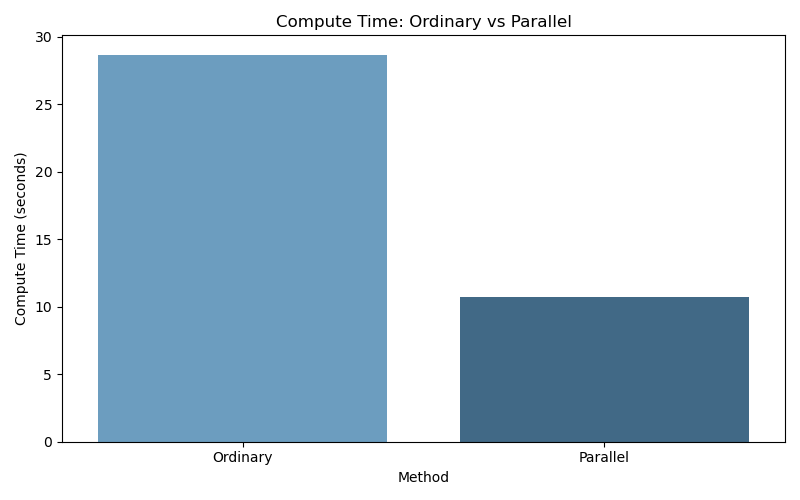 Compute Time: Ordinary vs Parallel
Compute Time (seconds)
30
25
20
15
10
5
0
Ordinary
Parallel
Method